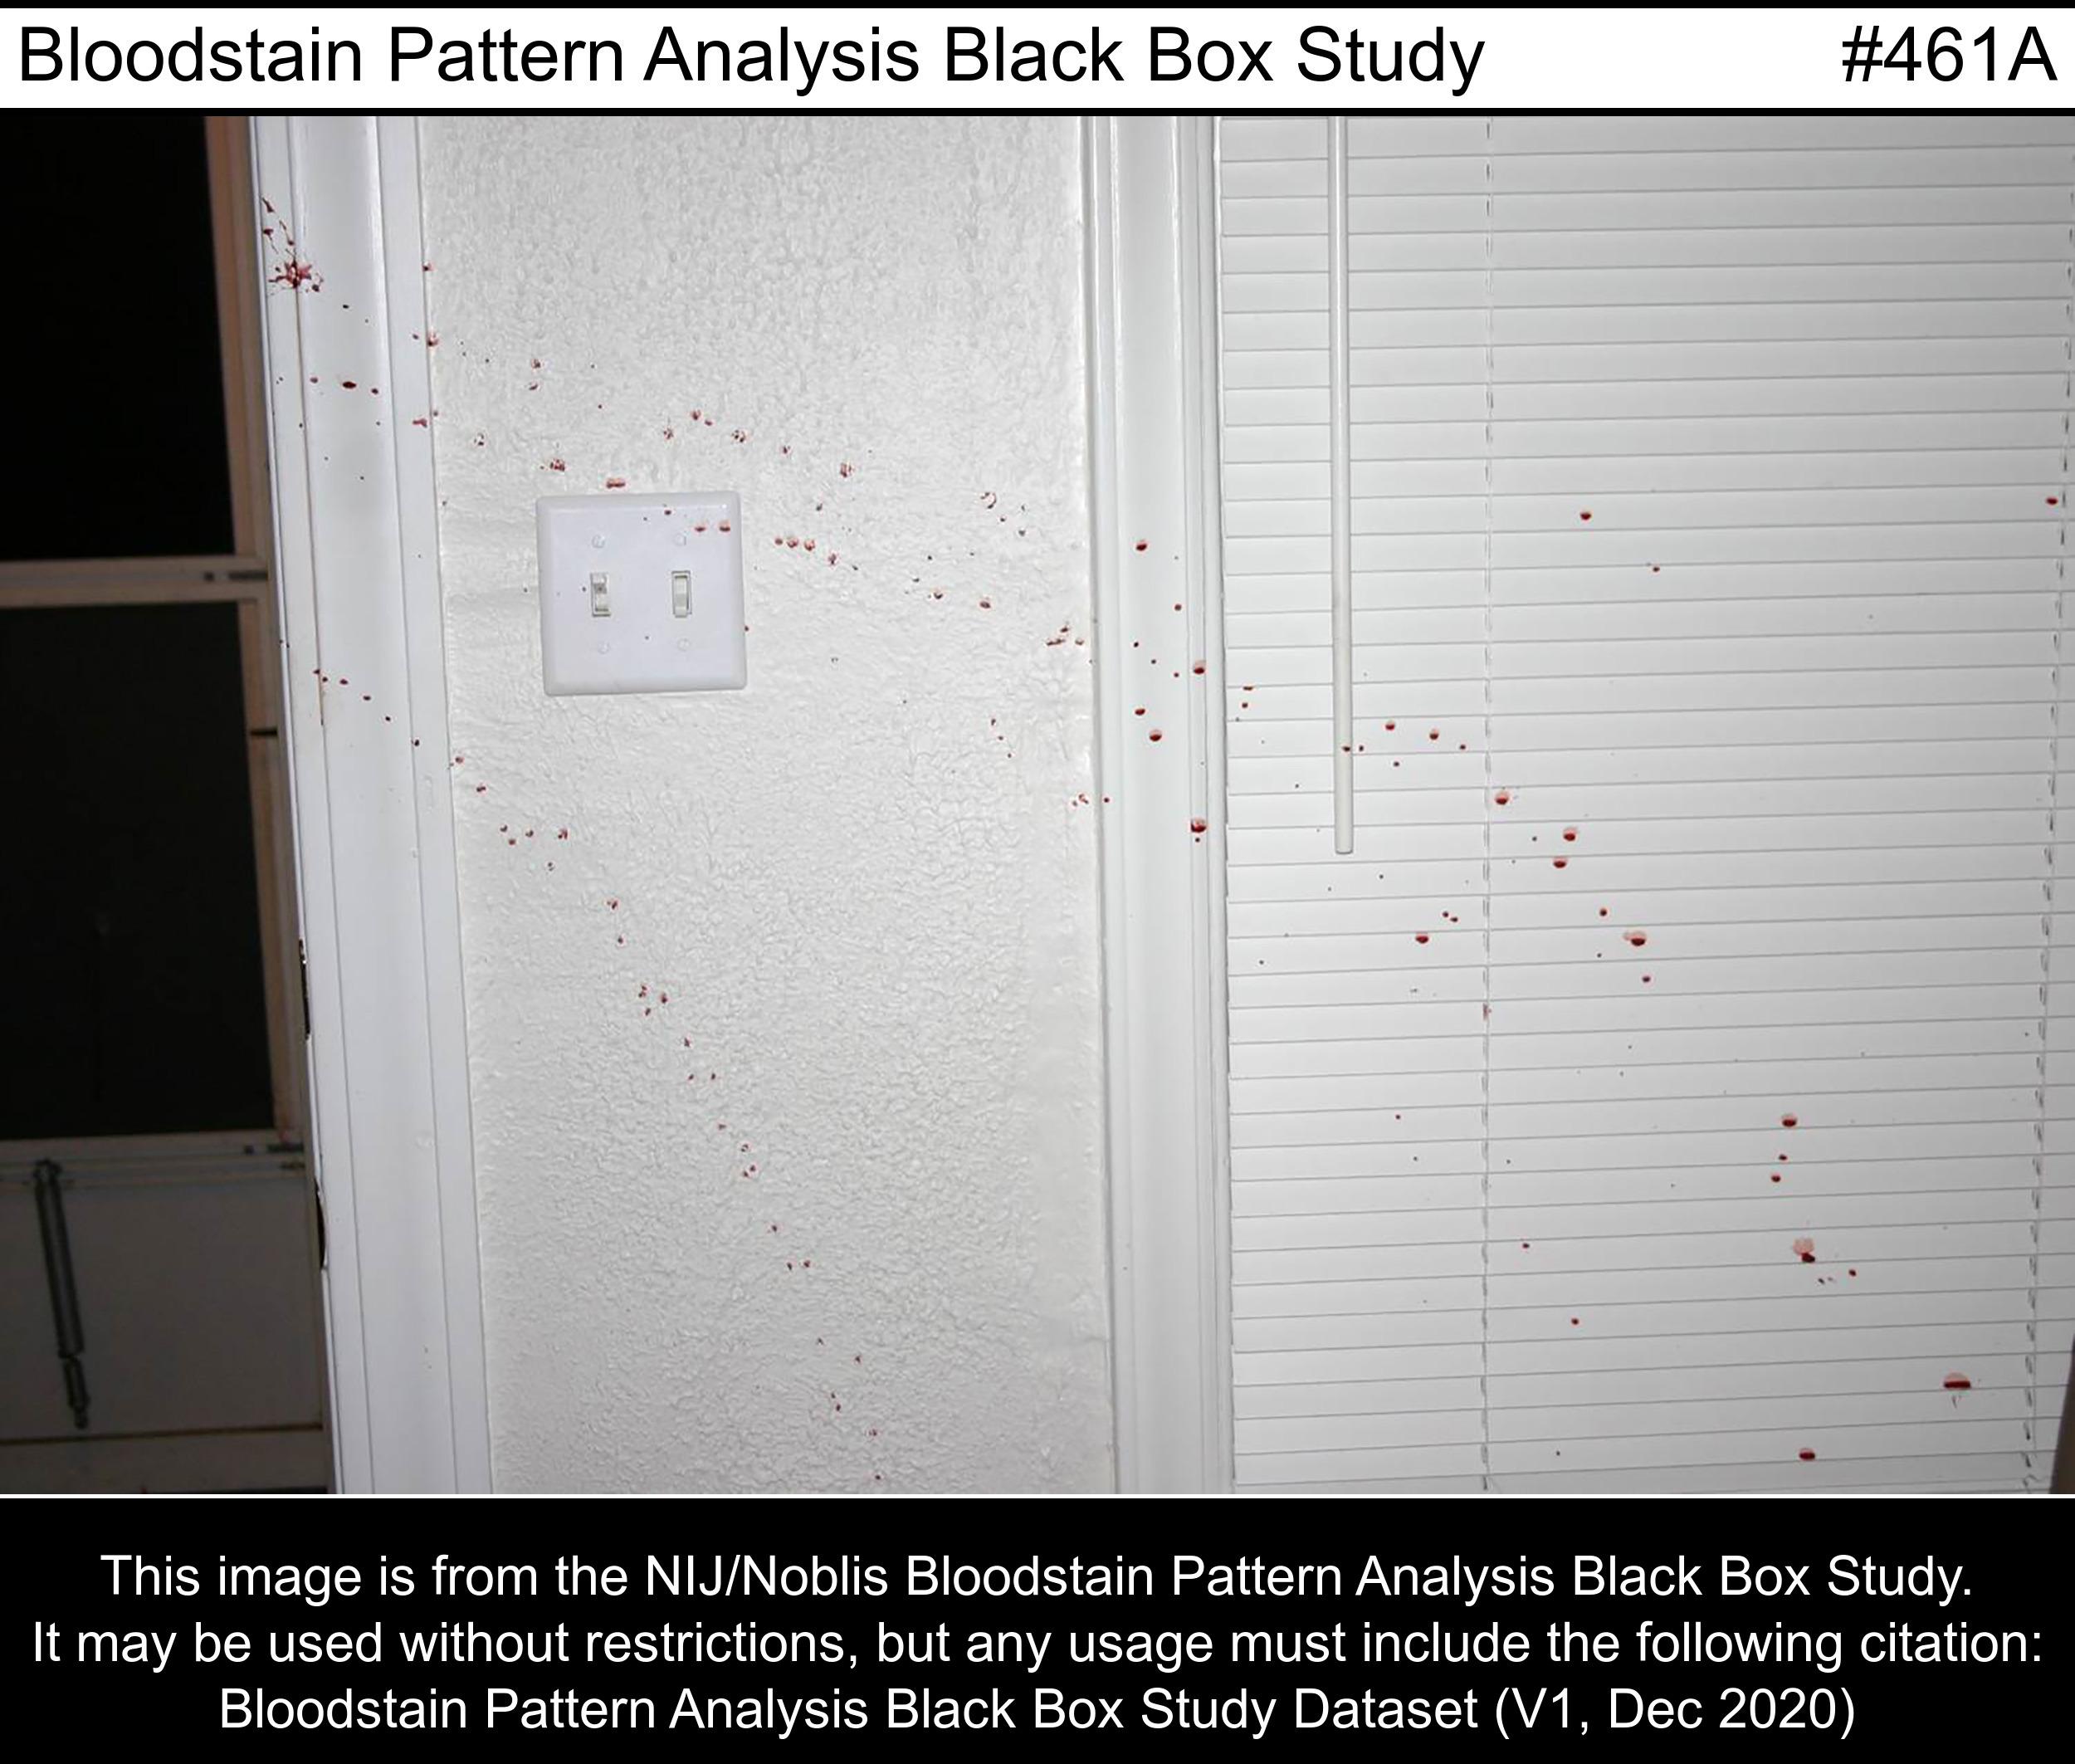 Bloodstain Pattern Analysis Black Box Study #461A
This image is from the NIJ/Noblis Bloodstain Pattern Analysis Black Box Study.
It may be used without restrictions, but any usage must include the following citation:
Bloodstain Pattern Analysis Black Box Study Dataset (V1, Dec 2020)